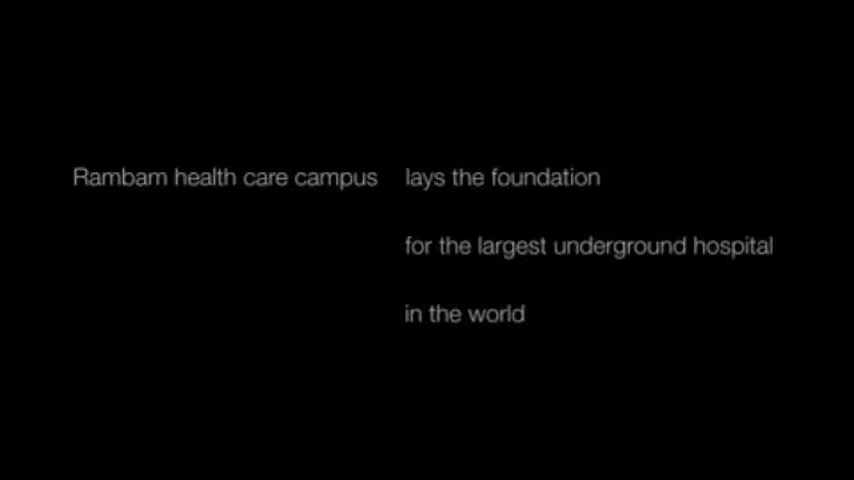 Rambam health care campus lays the foundation
for the largest underground hospital
in the world